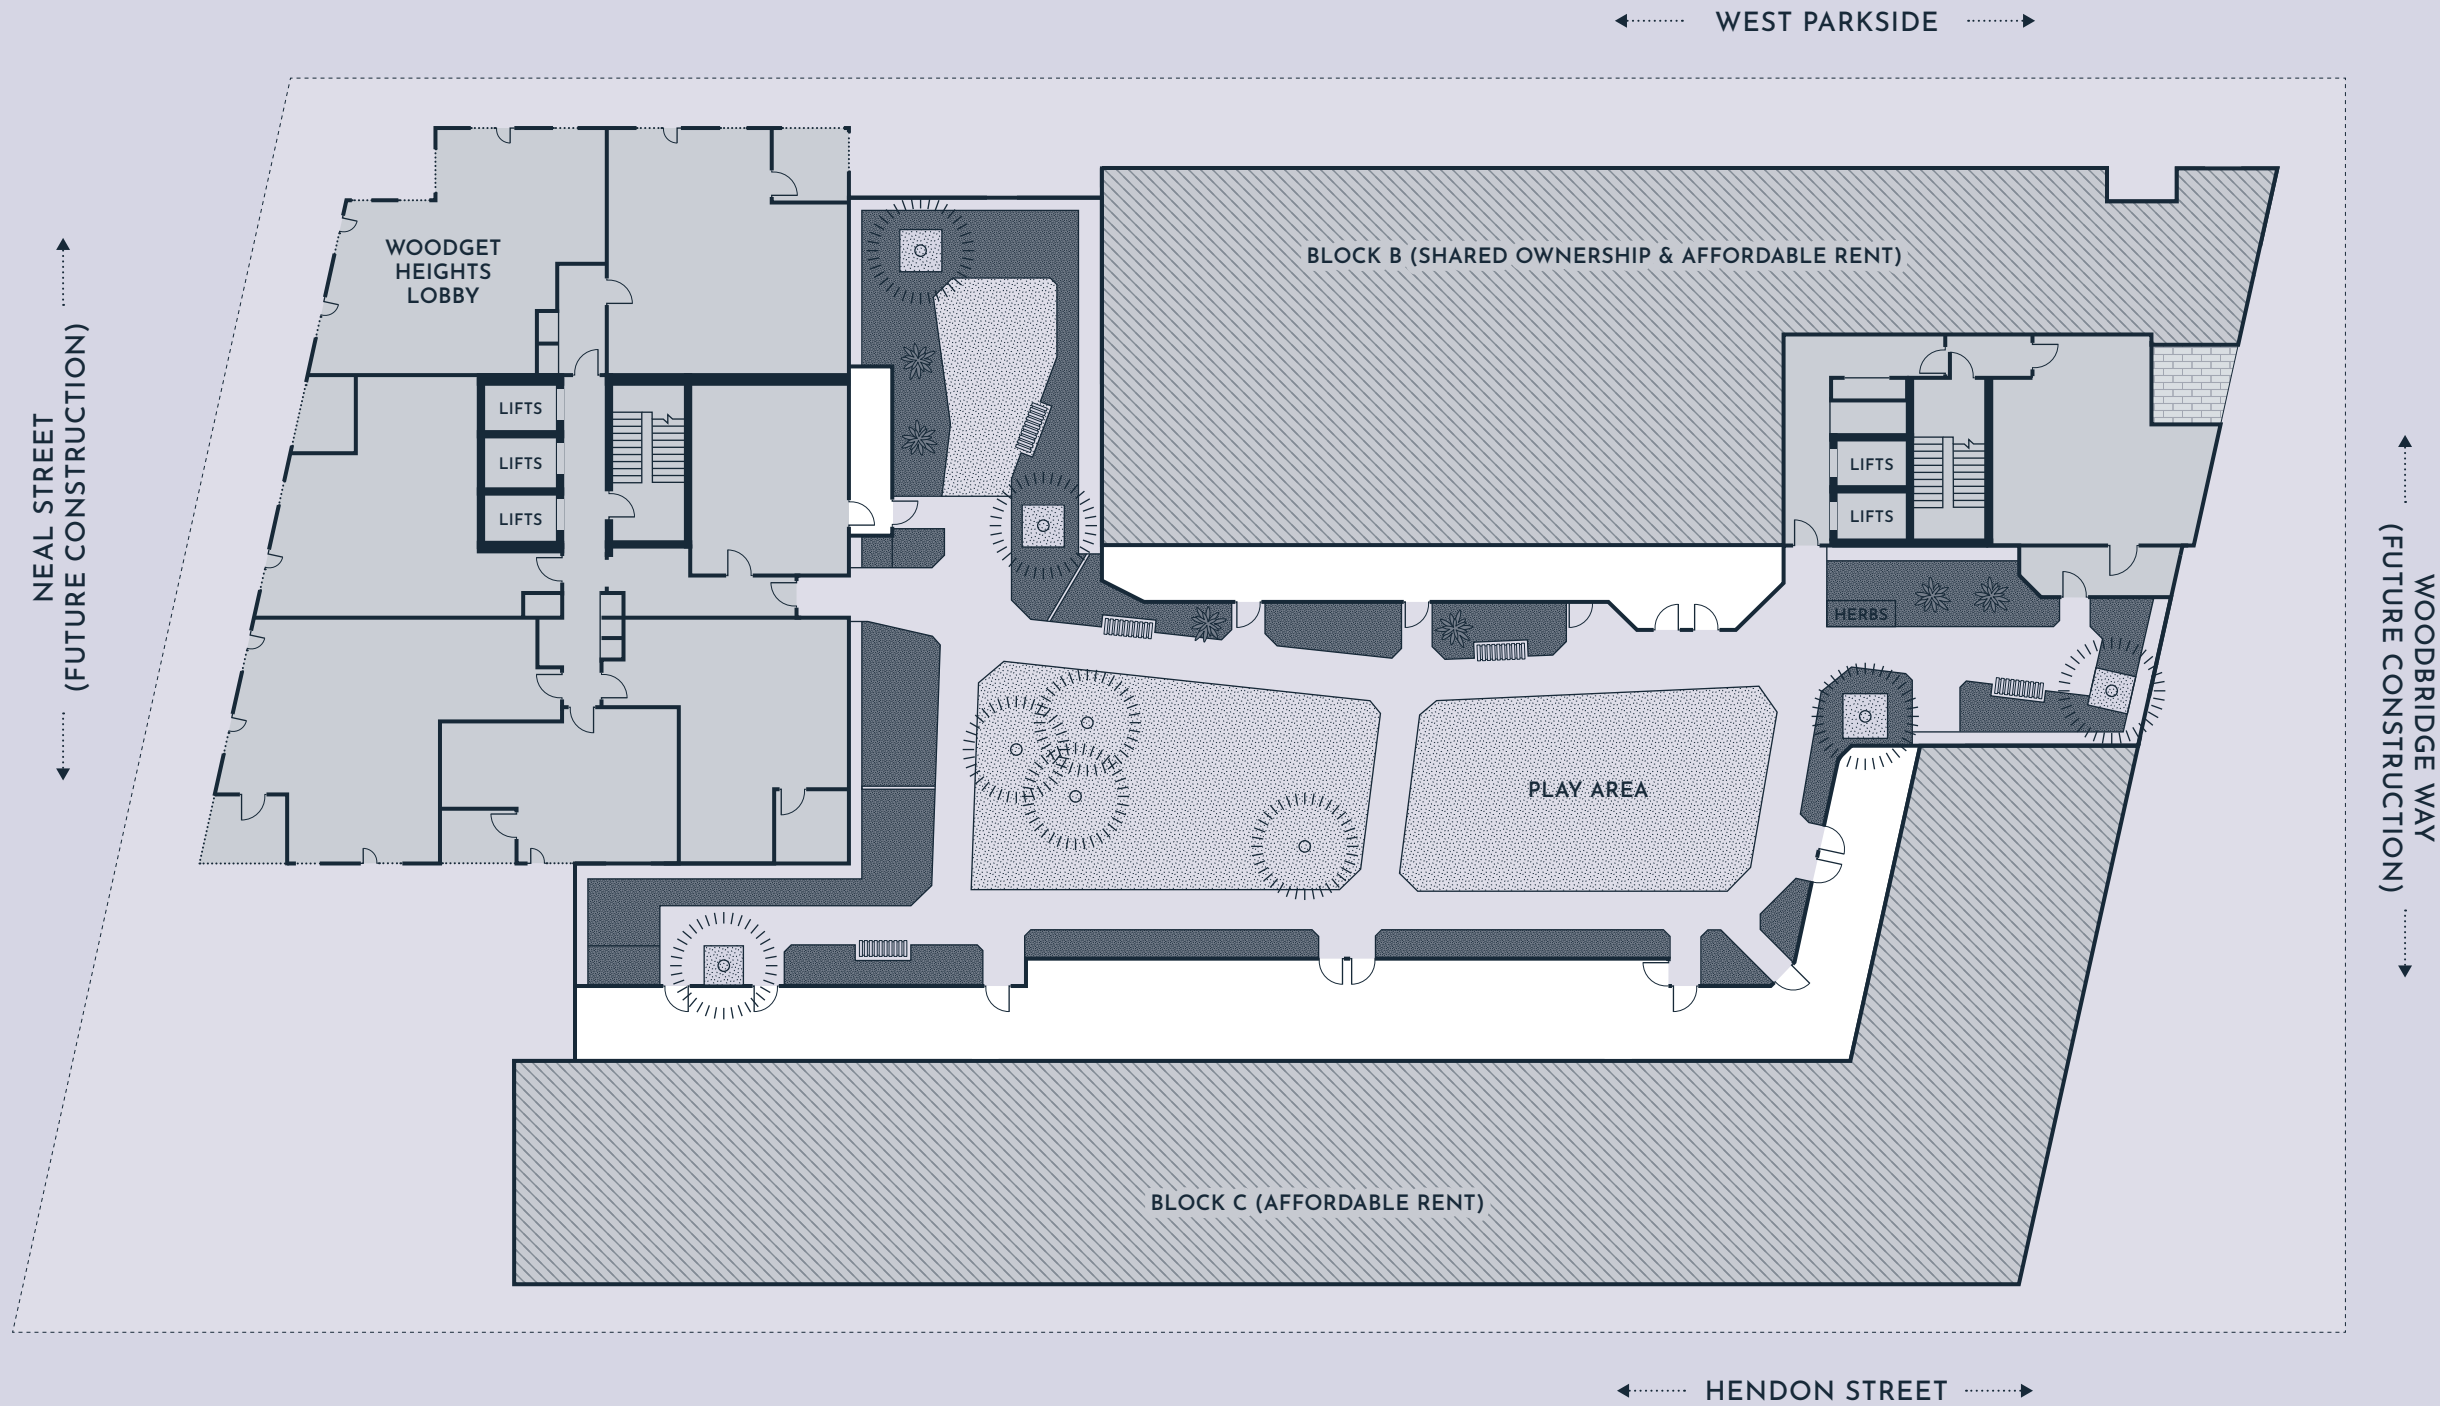 WEST PARKSIDE
WOODGET
HEIGHTS
LOBBY
BLOCK B (SHARED OWNERSHIP & AFFORDABLE RENT)
NEAL STREET
(FUTURE CONSTRUCTION)
LIFTS
LIFTS
LIFTS
LIFTS
LIFTS
HERBS
WOODBRIDGE WAY
(FUTURE CONSTRUCTION)
PLAY AREA
BLOCK C (AFFORDABLE RENT)
HENDON STREET